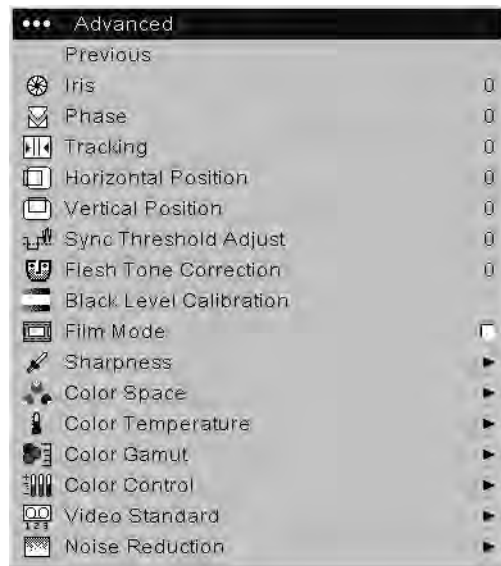 Advanced
Previous
Iris 0
Phase 0
Tracking 0
Horizontal Position 0
Vertical Position 0
Sync Threshold Adjust 0
Flesh Tone Correction 0
Black Level Calibration
Film Mode
Sharpness
Color Space
Color Temperature
Color Gamut
Color Control
Video Standard
Noise Reduction